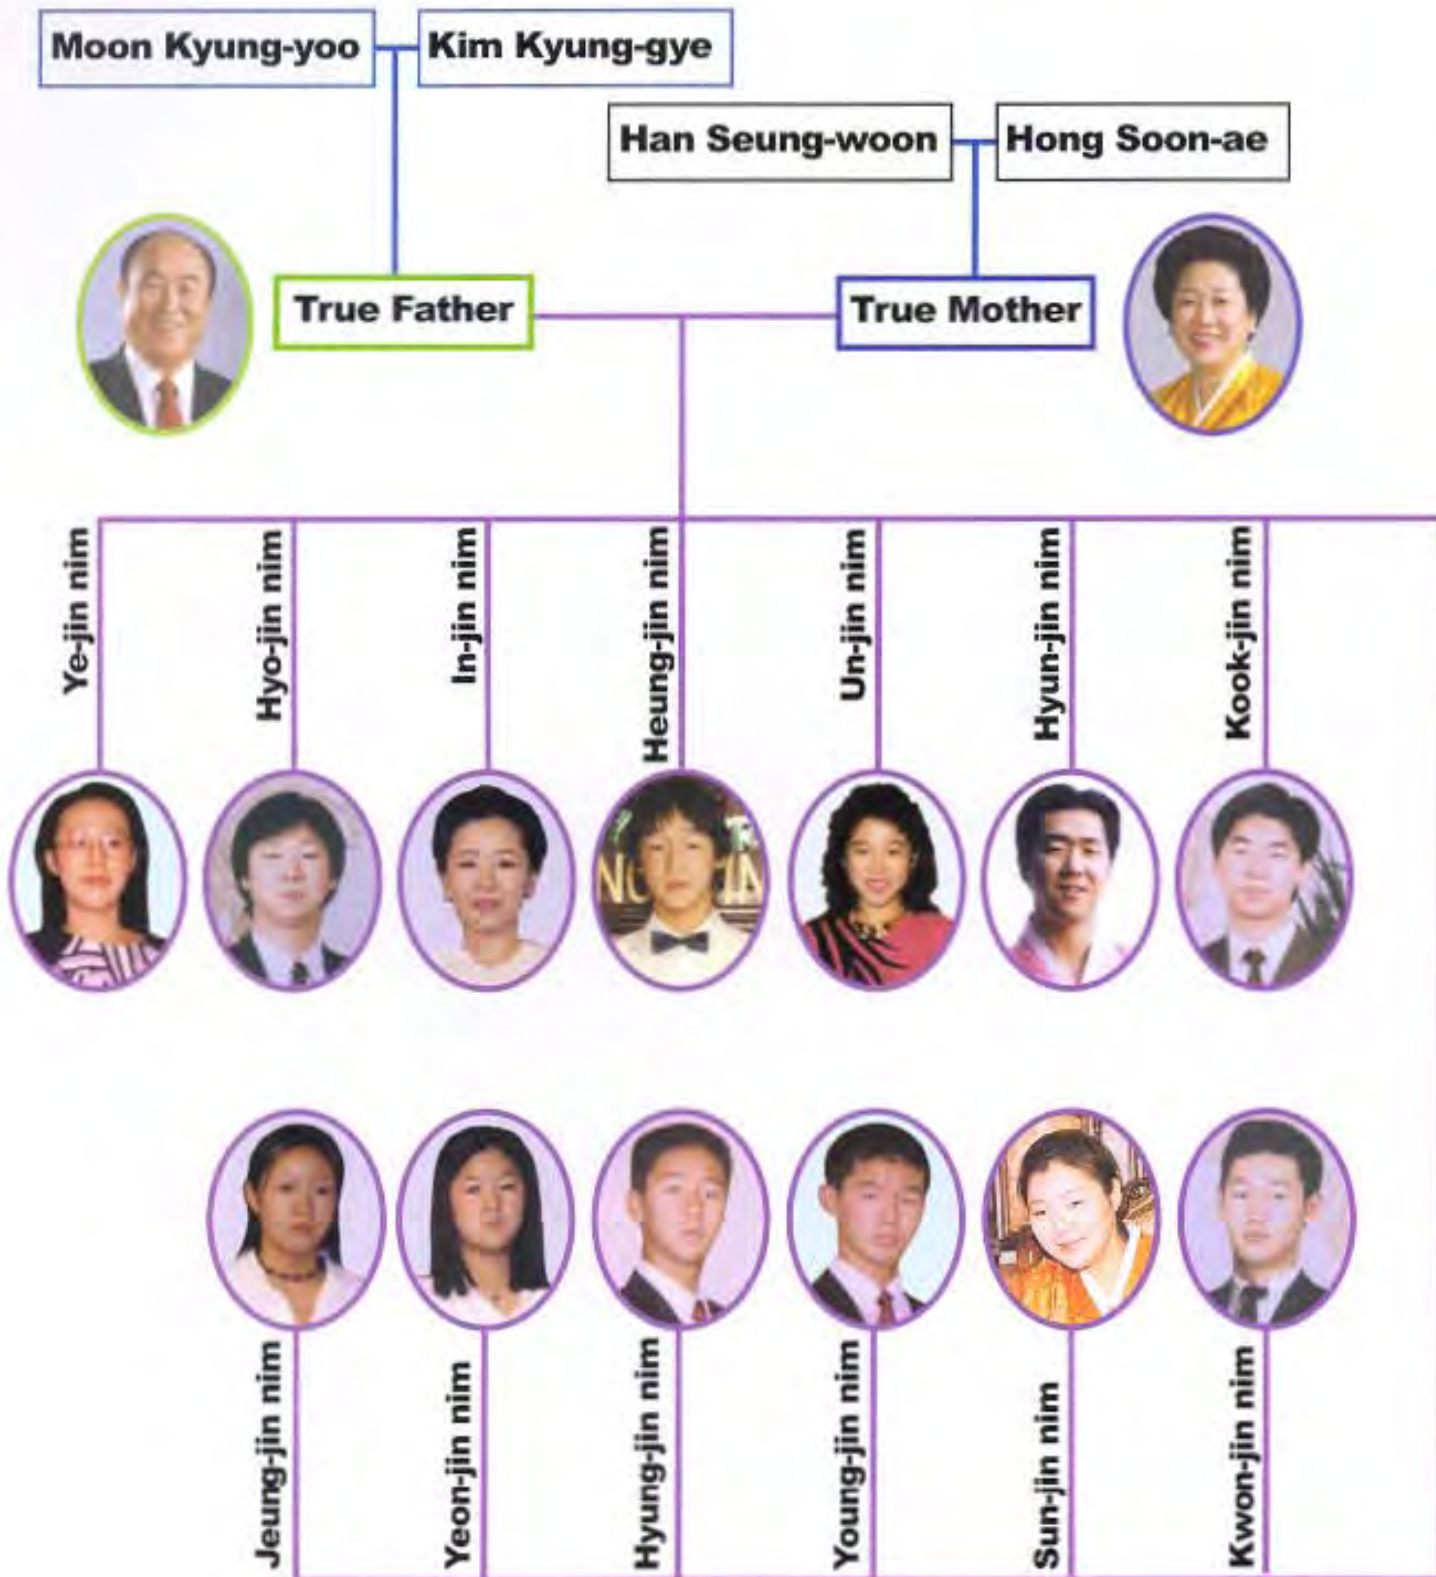 Moon Kyung-yoo
Kim Kyung-gye
Han Seung-woon
Hong Soon-ae
True Father
True Mother
Ye-jin nim
Hyo-jin nim
In-jin nim
Heung-jin nim
Un-jin nim
Hyun-jin nim
Kook-jin nim
Jeung-jin nim
Yeon-jin nim
Hyung-jin nim
Young-jin nim
Sun-jin nim
Kwon-jin nim